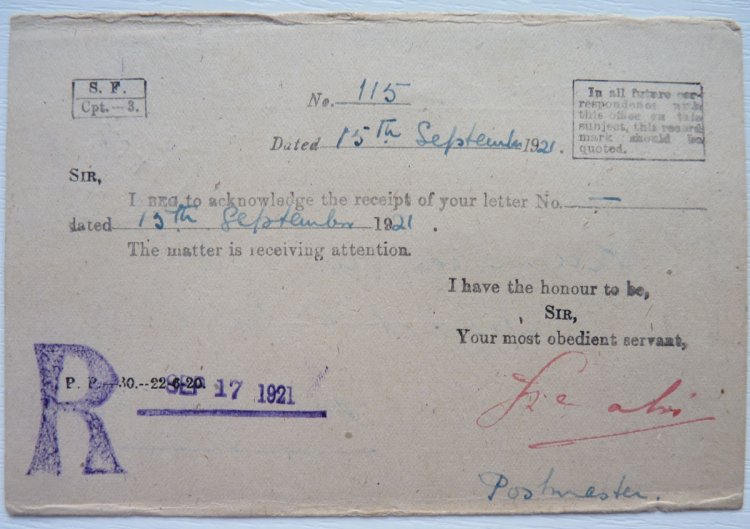 S. F.
Cpt.—3.
No. 115
In all future cor-
respondence with
this office on this
subject, this record
mark should be
quoted.
Dated 15th September 1921.
SIR,
I BEG to acknowledge the receipt of your letter No. —
dated 15th September 1921.
The matter is receiving attention.
I have the honour to be,
SIR,
Your most obedient servant,
R
P. P.—30.--22-6-20.
SEP 17 1921
Postmaster.